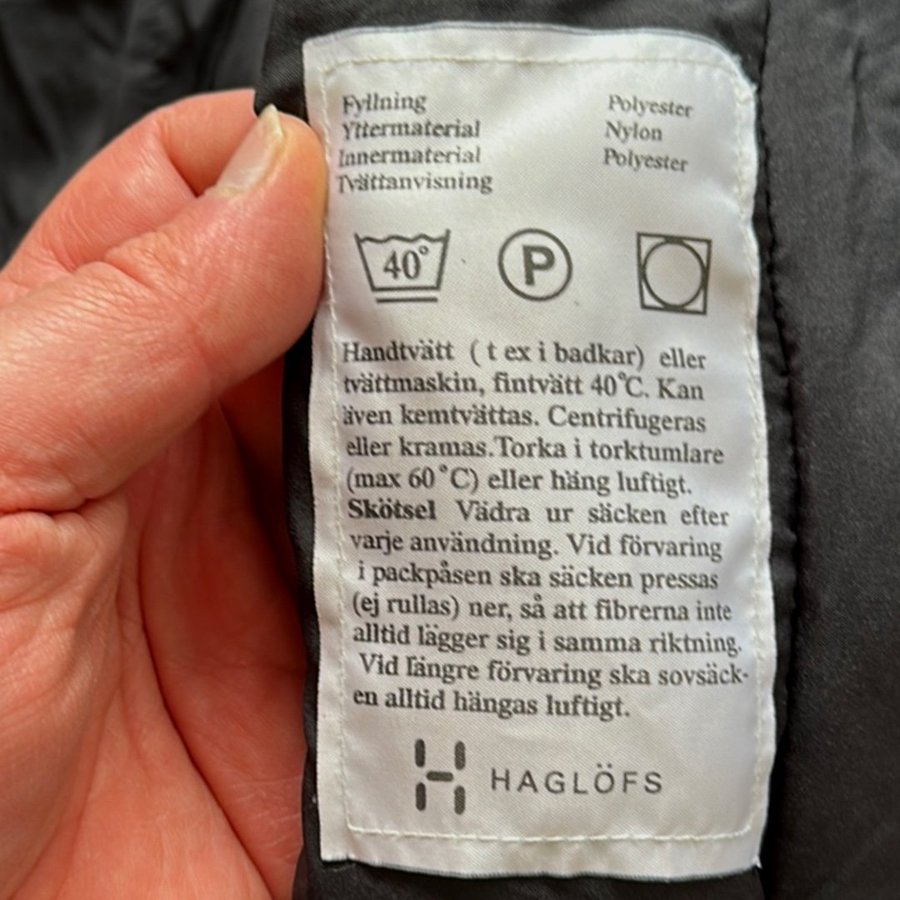 Fyllning Polyester
Yttermaterial Nylon
Innermaterial Polyester
Tvättanvisning
40° P
Handtvätt (t ex i badkar) eller
tvättmaskin, fintvätt 40°C. Kan
även kemtvättas. Centrifugeras
eller kramas. Torka i torktumlare
(max 60°C) eller häng luftigt.
Skötsel Vädra ur säcken efter
varje användning. Vid förvaring
i packpåsen ska säcken pressas
(ej rullas) ner, så att fibrerna inte
alltid lägger sig i samma riktning.
Vid längre förvaring ska sovsäck-
en alltid hängas luftigt.
HAGLÖFS